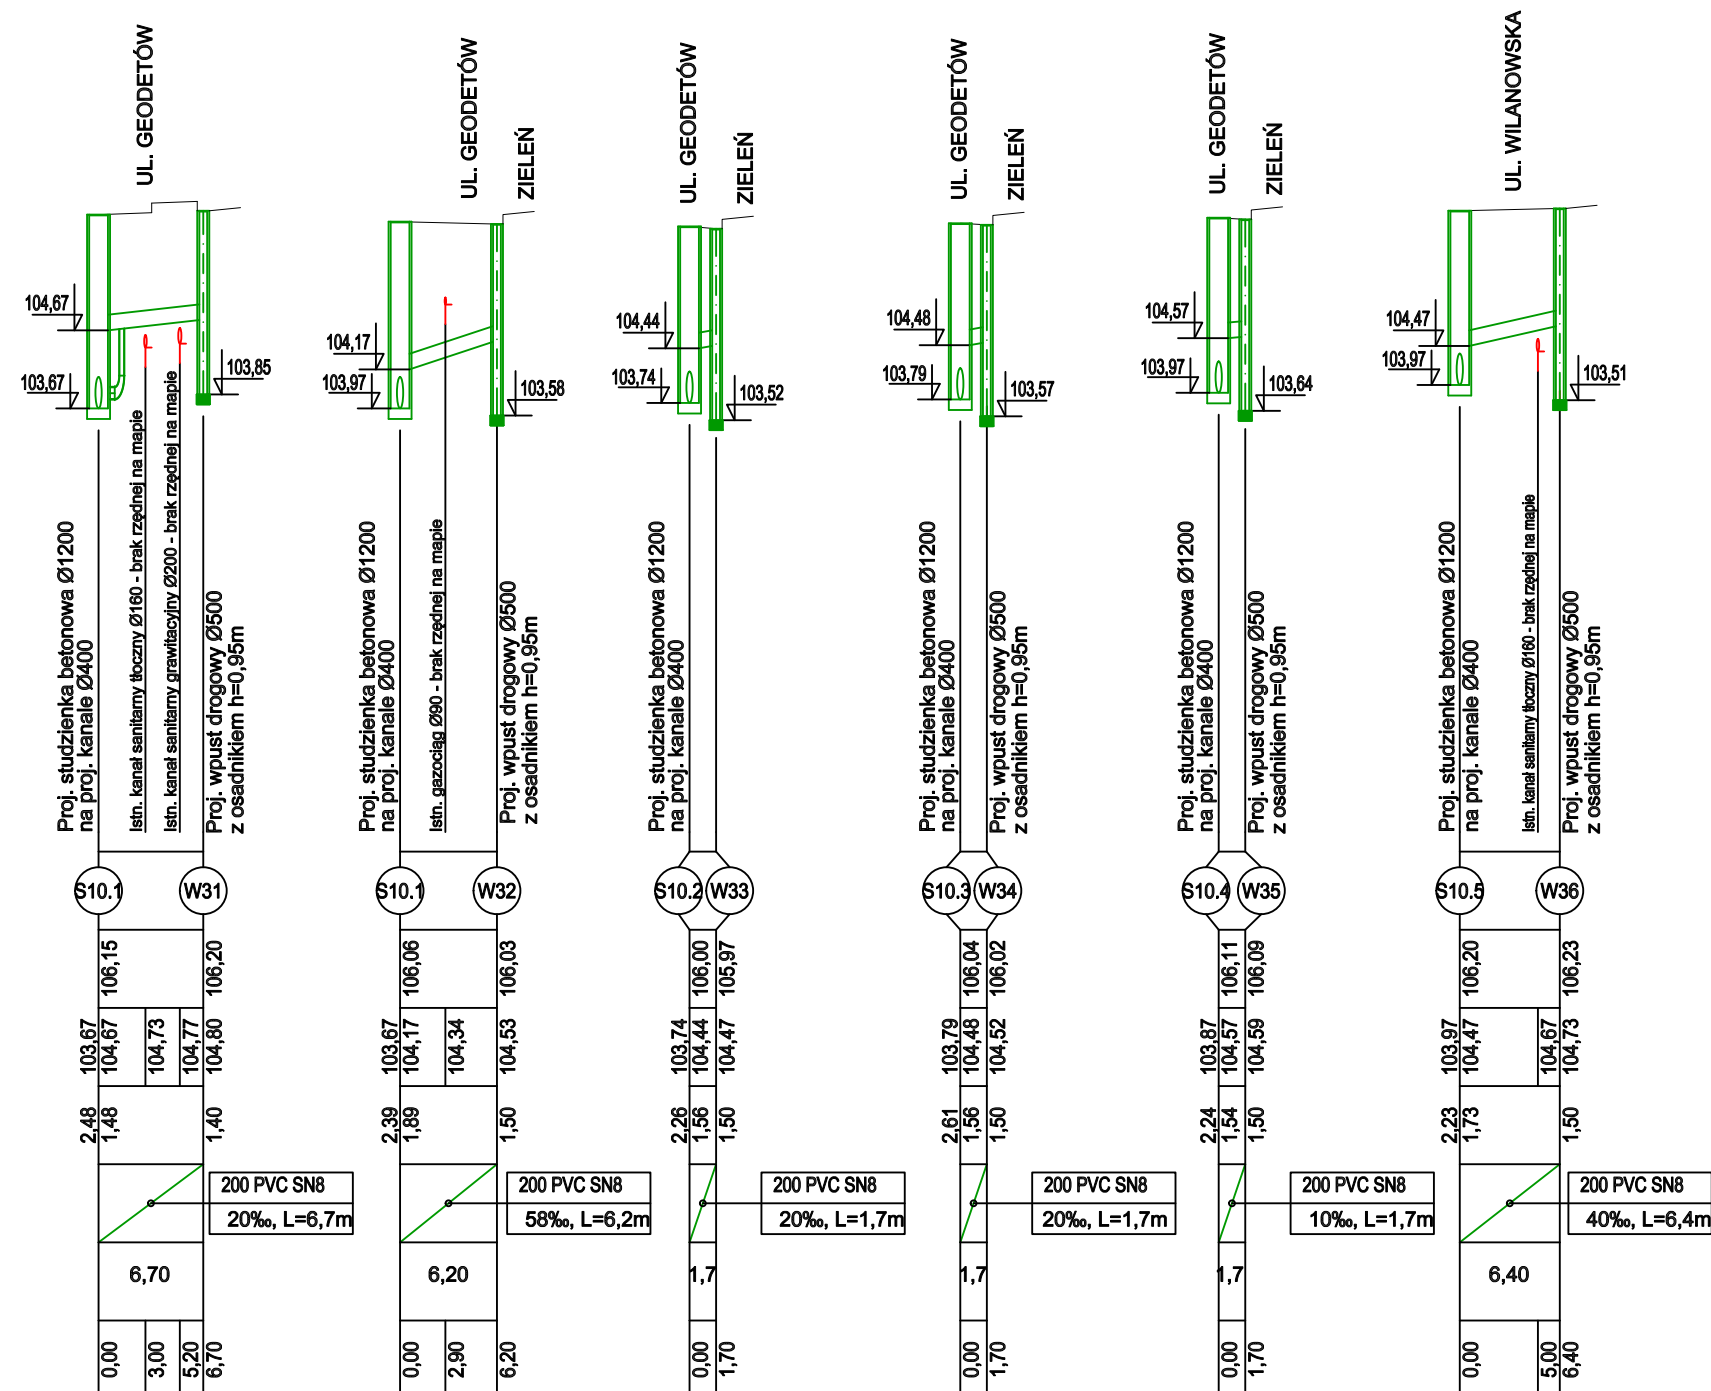 UL. GEODETÓW
UL. GEODETÓW
ZIELEŃ
UL. GEODETÓW
ZIELEŃ
UL. GEODETÓW
ZIELEŃ
UL. GEODETÓW
ZIELEŃ
UL. WILANOWSKA
104,67
103,67
103,85
104,17
103,97
103,58
104,44
103,74
103,52
104,48
103,79
103,57
104,57
103,97
103,64
104,47
103,97
103,51
Proj. studzienka betonowa Ø1200
na proj. kanale Ø400
Istn. kanał sanitarny tłoczny Ø160 - brak rzędnej na mapie
Istn. kanał sanitarny grawitacyjny Ø200 - brak rzędnej na mapie
Proj. wpust drogowy Ø500
z osadnikiem h=0,95m
Proj. studzienka betonowa Ø1200
na proj. kanale Ø400
Istn. gazociąg Ø90 - brak rzędnej na mapie
Proj. wpust drogowy Ø500
z osadnikiem h=0,95m
Proj. studzienka betonowa Ø1200
na proj. kanale Ø400
Proj. studzienka betonowa Ø1200
na proj. kanale Ø400
Proj. wpust drogowy Ø500
z osadnikiem h=0,95m
Proj. studzienka betonowa Ø1200
na proj. kanale Ø400
Proj. wpust drogowy Ø500
z osadnikiem h=0,95m
Proj. studzienka betonowa Ø1200
na proj. kanale Ø400
Istn. kanał sanitarny tłoczny Ø160 - brak rzędnej na mapie
Proj. wpust drogowy Ø500
z osadnikiem h=0,95m
S10.1
W31
S10.1
W32
S10.2
W33
S10.3
W34
S10.4
W35
S10.5
W36
106,15
106,20
106,06
106,03
106,00
105,97
106,04
106,02
106,11
106,09
106,20
106,23
103,67
104,67
104,73
104,77
104,80
103,67
104,17
104,34
104,53
103,74
104,44
104,47
103,79
104,48
104,52
103,87
104,57
104,59
103,97
104,47
104,67
104,73
2,48
1,48
1,40
2,39
1,89
1,50
2,26
1,56
1,50
2,61
1,56
1,50
2,24
1,54
1,50
2,23
1,73
1,50
200 PVC SN8
20‰, L=6,7m
200 PVC SN8
58‰, L=6,2m
200 PVC SN8
20‰, L=1,7m
200 PVC SN8
20‰, L=1,7m
200 PVC SN8
10‰, L=1,7m
200 PVC SN8
40‰, L=6,4m
6,70
6,20
1,7
1,7
1,7
6,40
0,00
3,00
5,20
6,70
0,00
2,90
6,20
0,00
1,70
0,00
1,70
0,00
1,70
0,00
5,00
6,40